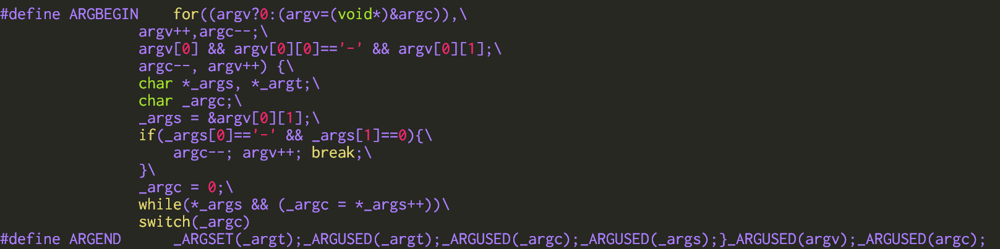 #define ARGBEGIN    for((argv?0:(argv=(void*)&argc)),\
                argv++,argc--;\
                argv[0] && argv[0][0]=='-' && argv[0][1];\
                argc--, argv++) {\
                char *_args, *_argt;\
                char _argc;\
                _args = &argv[0][1];\
                if(_args[0]=='-' && _args[1]==0){\
                    argc--; argv++; break;\
                }\
                _argc = 0;\
                while(*_args && (_argc = *_args++))\
                switch(_argc)
#define ARGEND      _ARGSET(_argt);_ARGUSED(_argt);_ARGUSED(_argc);_ARGUSED(_args);}_ARGUSED(argv);_ARGUSED(argc);